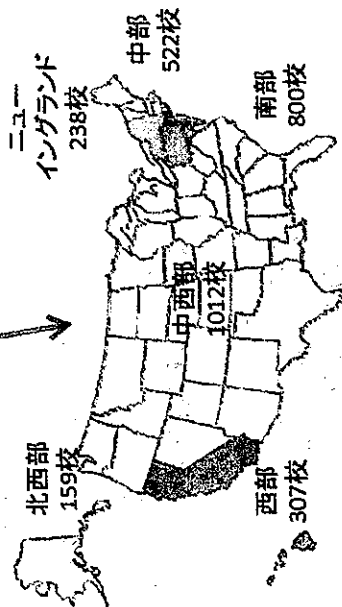 ニュー
イングランド
238校
中部
522校
北西部
159校
中西部
1012校
南部
800校
西部
307校